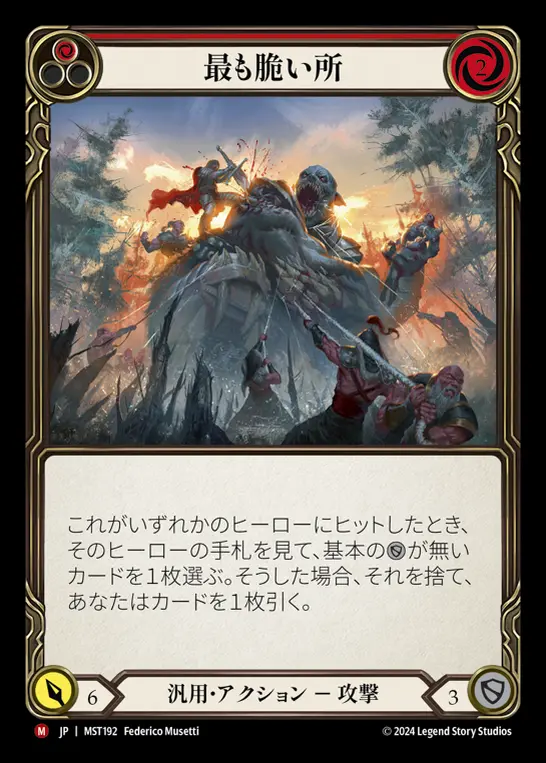 最も脆い所
2
これがいずれかのヒーローにヒットしたとき、
そのヒーローの手札を見て、基本の が無い
カードを1枚選ぶ。そうした場合、それを捨て、
あなたはカードを1枚引く。
6
汎用・アクション － 攻撃
3
M JP | MST192 Federico Musetti
© 2024 Legend Story Studios